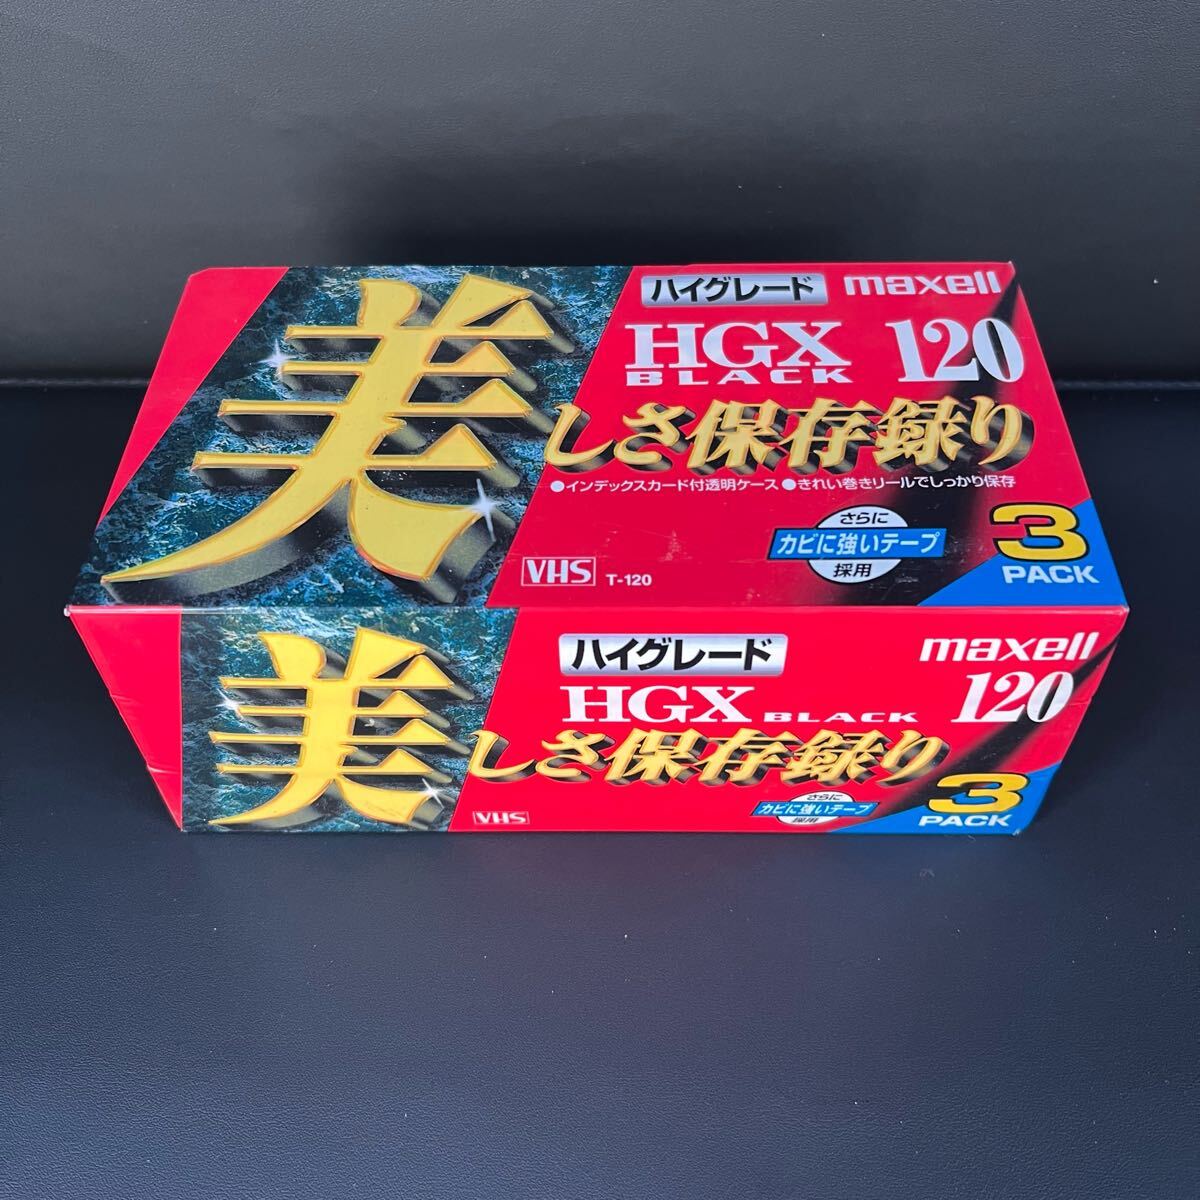 ハイグレード maxell
HGX 120
BLACK
美しさ保存録り
●インデックスカード付透明ケース ●きれい巻きリールでしっかり保存
さらに
カビに強いテープ
採用
3
PACK
VHS T-120
ハイグレード maxell
HGX BLACK 120
美しさ保存録り
さらに
カビに強いテープ
採用
3
PACK
VHS